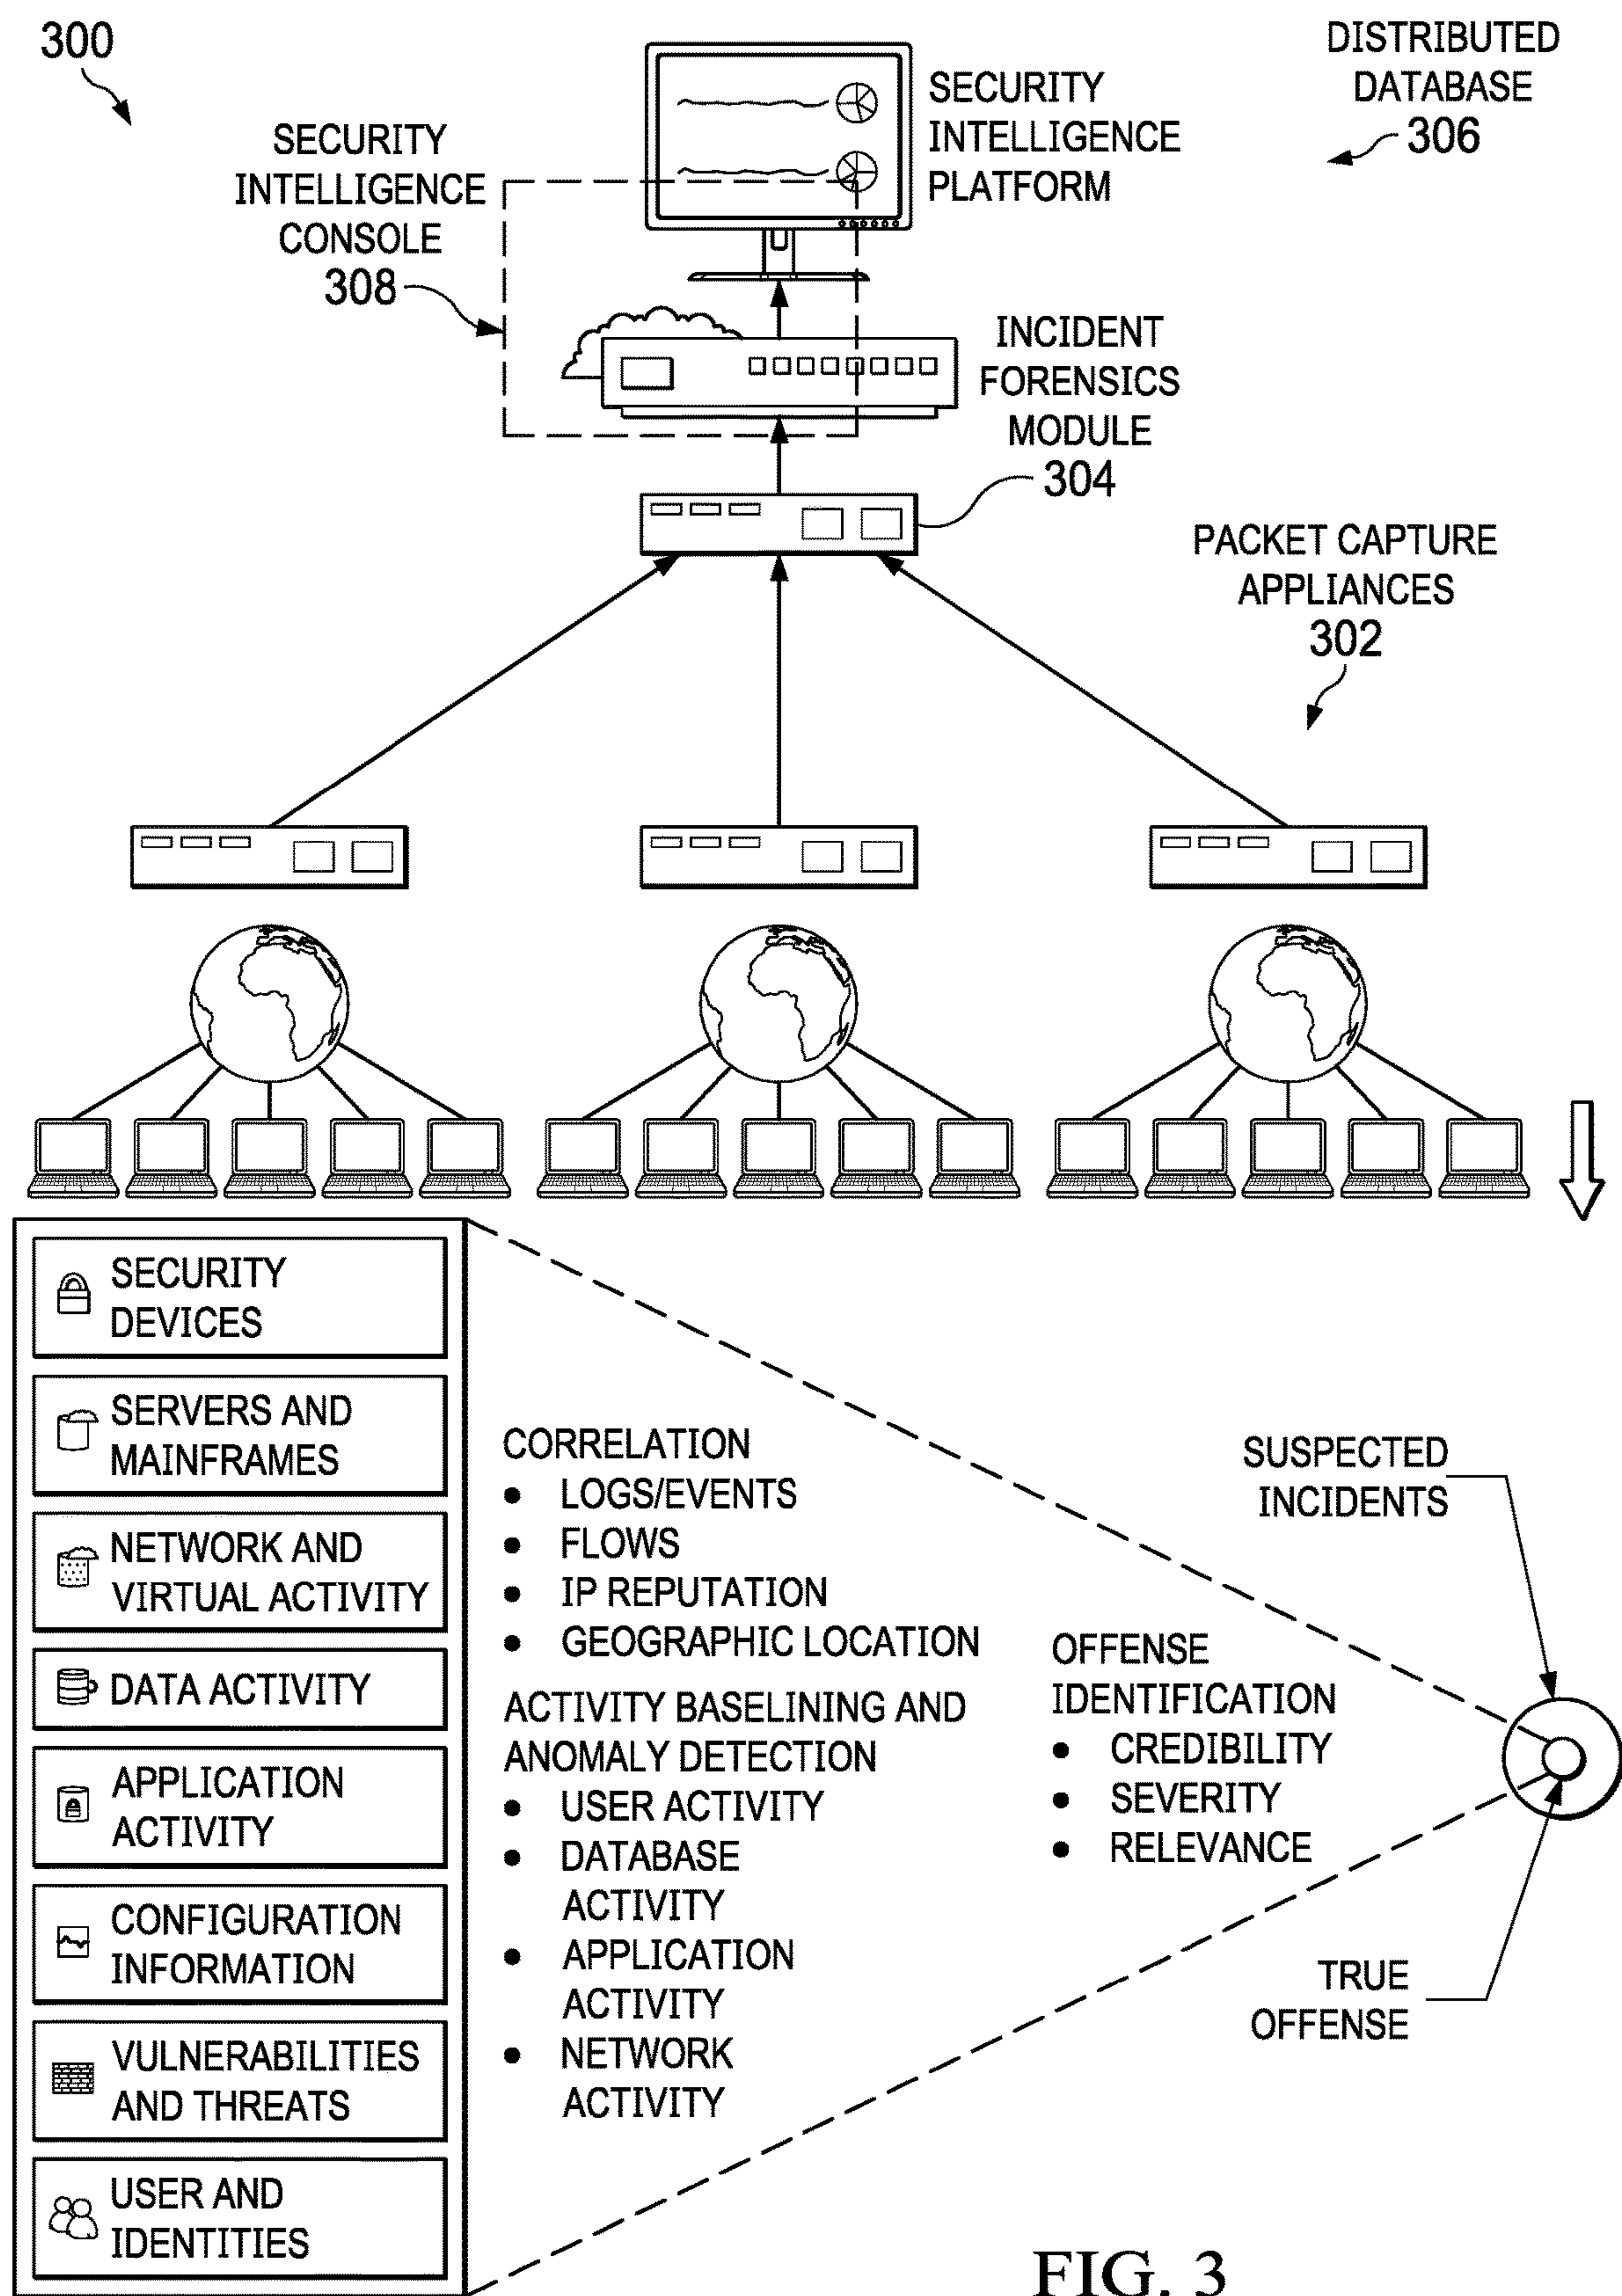 300
DISTRIBUTED
DATABASE
306
SECURITY
INTELLIGENCE
PLATFORM
SECURITY
INTELLIGENCE
CONSOLE
308
INCIDENT
FORENSICS
MODULE
304
PACKET CAPTURE
APPLIANCES
302
SECURITY
DEVICES
SERVERS AND
MAINFRAMES
NETWORK AND
VIRTUAL ACTIVITY
DATA ACTIVITY
APPLICATION
ACTIVITY
CONFIGURATION
INFORMATION
VULNERABILITIES
AND THREATS
USER AND
IDENTITIES
CORRELATION
• LOGS/EVENTS
• FLOWS
• IP REPUTATION
• GEOGRAPHIC LOCATION
ACTIVITY BASELINING AND
ANOMALY DETECTION
• USER ACTIVITY
• DATABASE
ACTIVITY
• APPLICATION
ACTIVITY
• NETWORK
ACTIVITY
OFFENSE
IDENTIFICATION
• CREDIBILITY
• SEVERITY
• RELEVANCE
SUSPECTED
INCIDENTS
TRUE
OFFENSE
FIG. 3